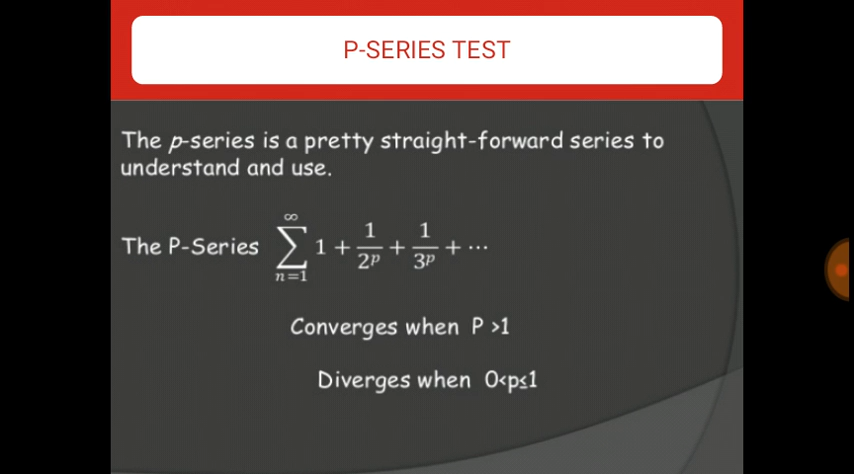 P-SERIES TEST
The p-series is a pretty straight-forward series to
understand and use.
The P-Series ∑_{n=1}^{∞} 1 + 1/2^p + 1/3^p + ⋯
Converges when P >1
Diverges when 0<p≤1